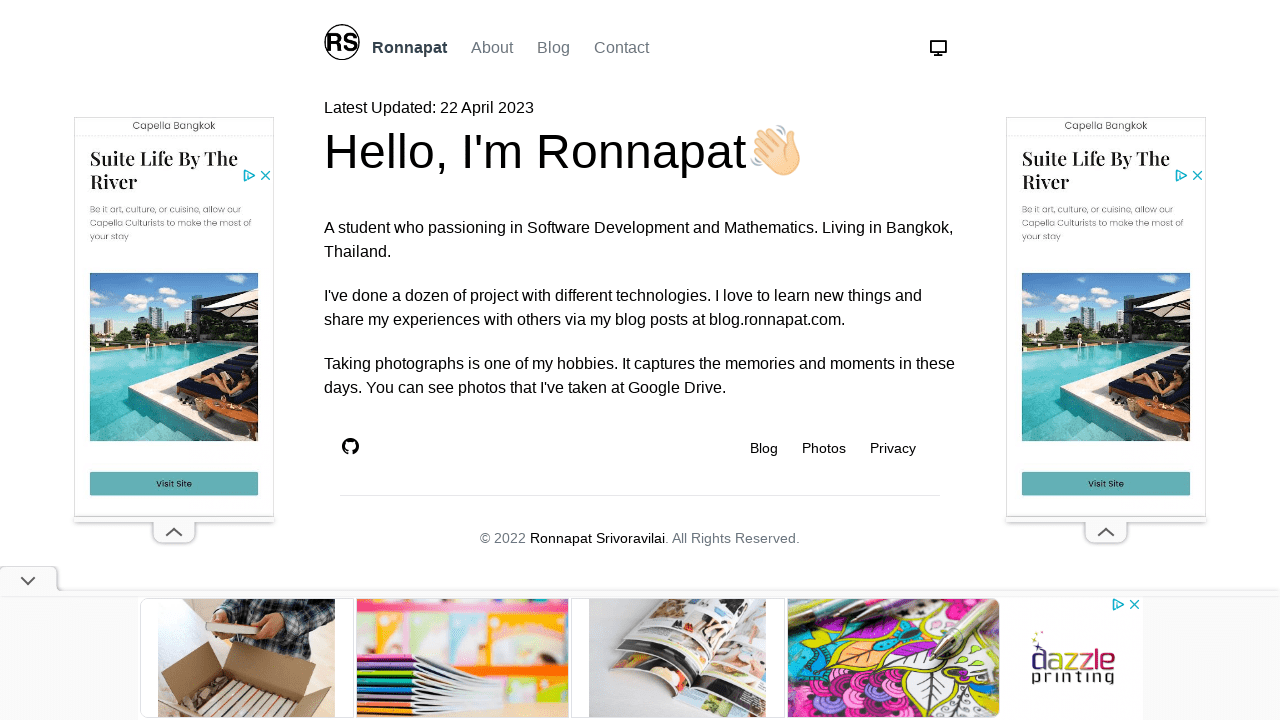 RS Ronnapat About Blog Contact
Latest Updated: 22 April 2023
Hello, I'm Ronnapat👋🏻
A student who passioning in Software Development and Mathematics. Living in Bangkok,
Thailand.
I've done a dozen of project with different technologies. I love to learn new things and
share my experiences with others via my blog posts at blog.ronnapat.com.
Taking photographs is one of my hobbies. It captures the memories and moments in these
days. You can see photos that I've taken at Google Drive.
Blog Photos Privacy
© 2022 Ronnapat Srivoravilai. All Rights Reserved.
Capella Bangkok
Suite Life By The
River
Be it art, culture, or cuisine, allow our
Capella Culturists to make the most of
your stay
Visit Site
Capella Bangkok
Suite Life By The
River
Be it art, culture, or cuisine, allow our
Capella Culturists to make the most of
your stay
Visit Site
dazzle
printing